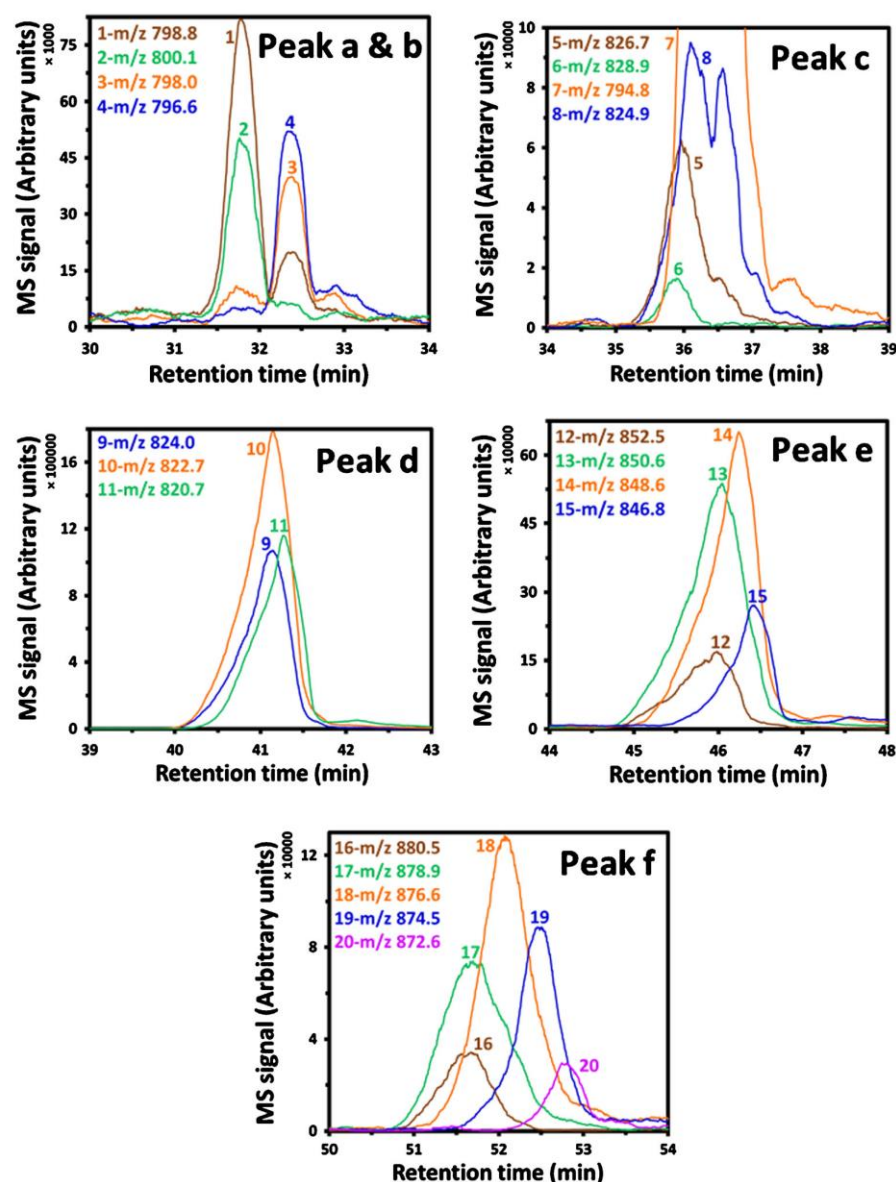 Peak a & b
1-m/z 798.8
2-m/z 800.1
3-m/z 798.0
4-m/z 796.6
1
2
4
3
MS signal (Arbitrary units)
× 1000
75
60
45
30
15
0
30 31 32 33 34
Retention time (min)
Peak c
5-m/z 826.7
6-m/z 828.9
7-m/z 794.8
8-m/z 824.9
7
8
5
6
MS signal (Arbitrary units)
× 10000
10
8
6
4
2
0
34 35 36 37 38 39
Retention time (min)
Peak d
9-m/z 824.0
10-m/z 822.7
11-m/z 820.7
10
9
11
MS signal (Arbitrary units)
× 100000
16
12
8
4
0
39 40 41 42 43
Retention time (min)
Peak e
12-m/z 852.5
13-m/z 850.6
14-m/z 848.6
15-m/z 846.8
14
13
15
12
MS signal (Arbitrary units)
× 10000
60
45
30
15
0
44 45 46 47 48
Retention time (min)
Peak f
16-m/z 880.5
17-m/z 878.9
18-m/z 876.6
19-m/z 874.5
20-m/z 872.6
18
19
17
16
20
MS signal (Arbitrary units)
× 10000
12
8
4
0
50 51 52 53 54
Retention time (min)